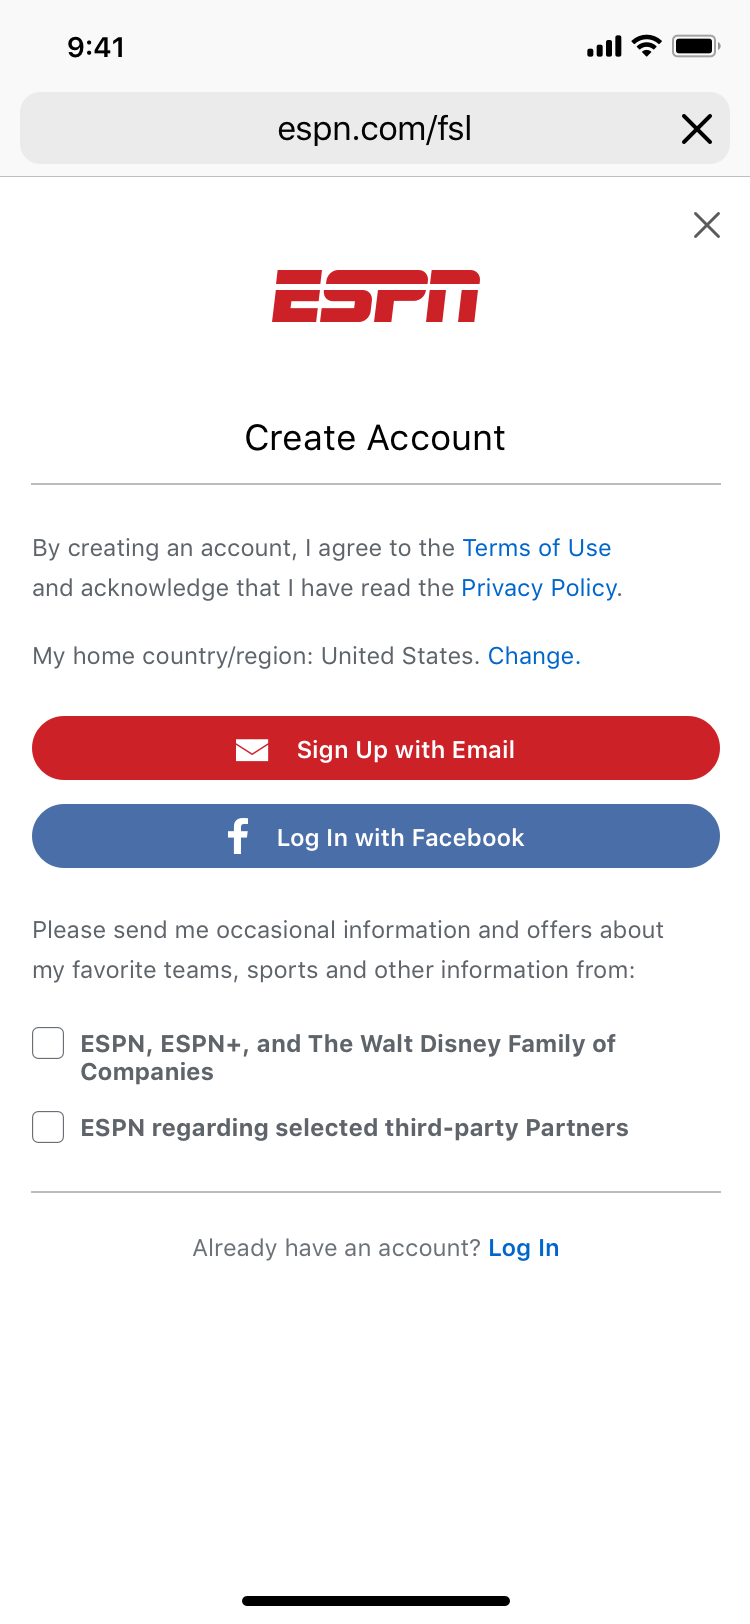 9:41
espn.com/fsl
ESPN
Create Account
By creating an account, I agree to the Terms of Use
and acknowledge that I have read the Privacy Policy.
My home country/region: United States. Change.
Sign Up with Email
Log In with Facebook
Please send me occasional information and offers about
my favorite teams, sports and other information from:
ESPN, ESPN+, and The Walt Disney Family of
Companies
ESPN regarding selected third-party Partners
Already have an account? Log In